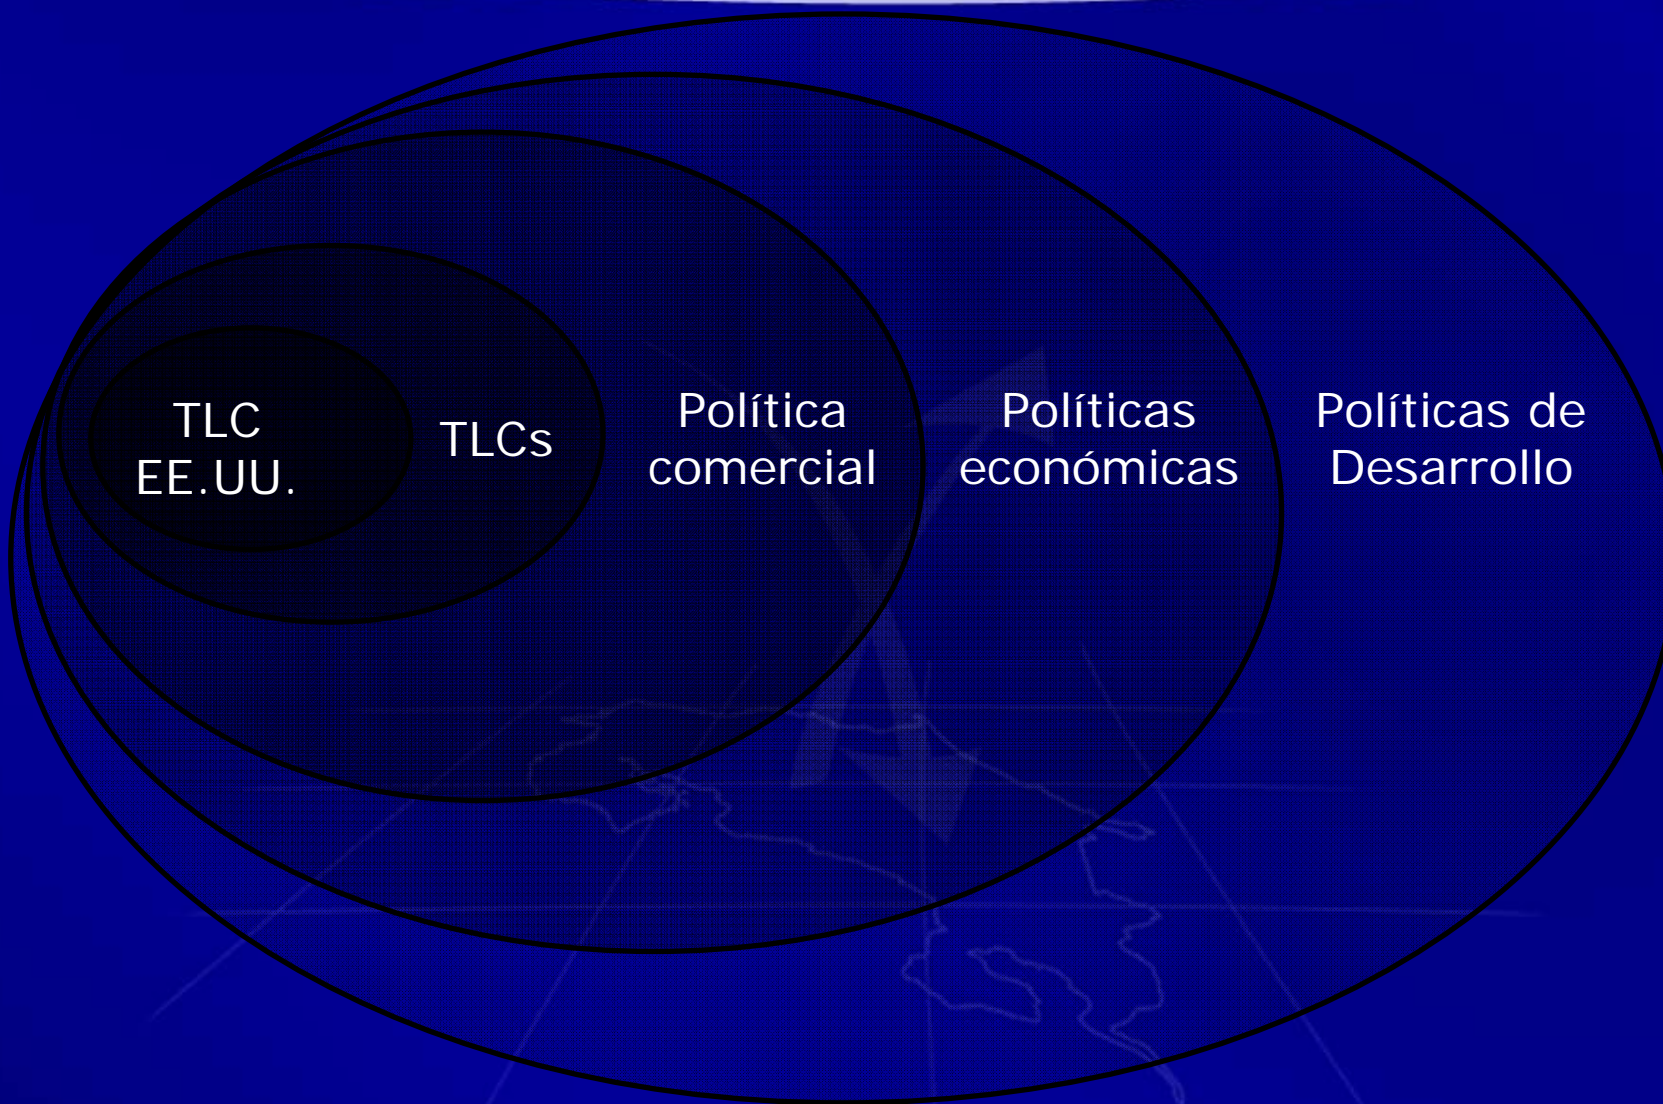 TLC
EE.UU.
TLCs
Política
comercial
Políticas
económicas
Políticas de
Desarrollo